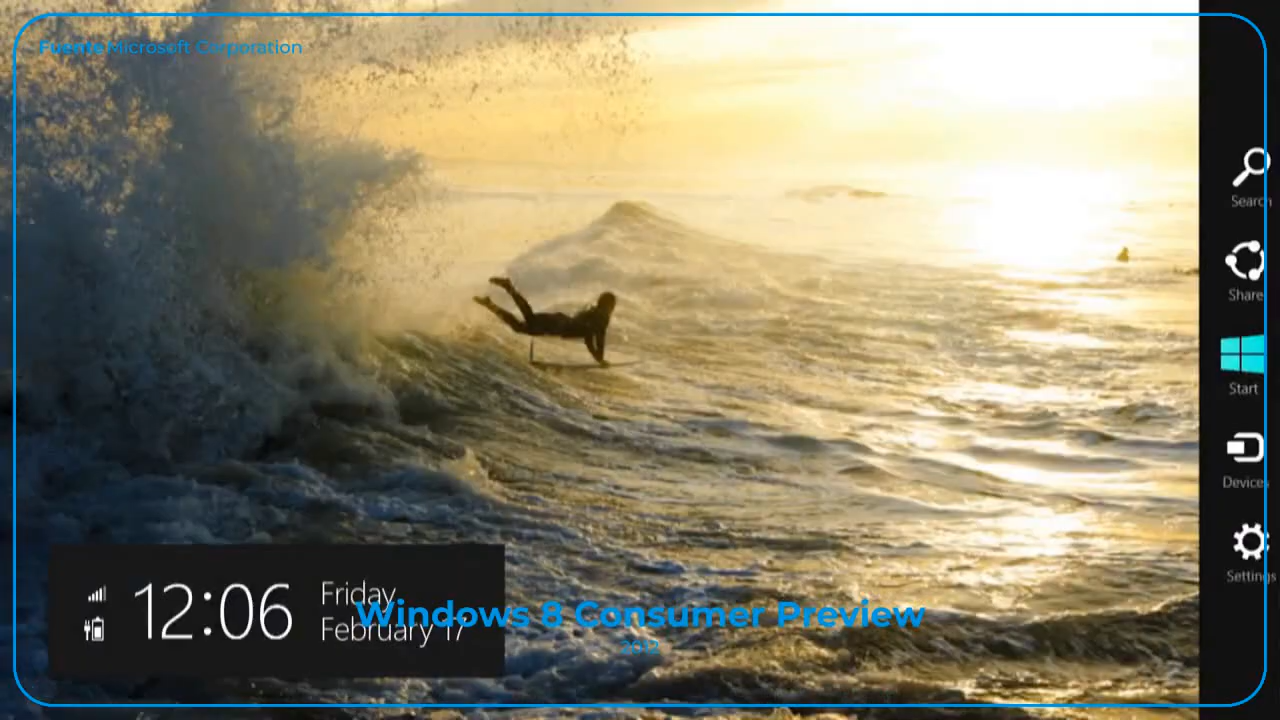 Fuente Microsoft Corporation
Search
Share
Start
Devices
Settings
12:06
Friday
February 17
Windows 8 Consumer Preview
2012